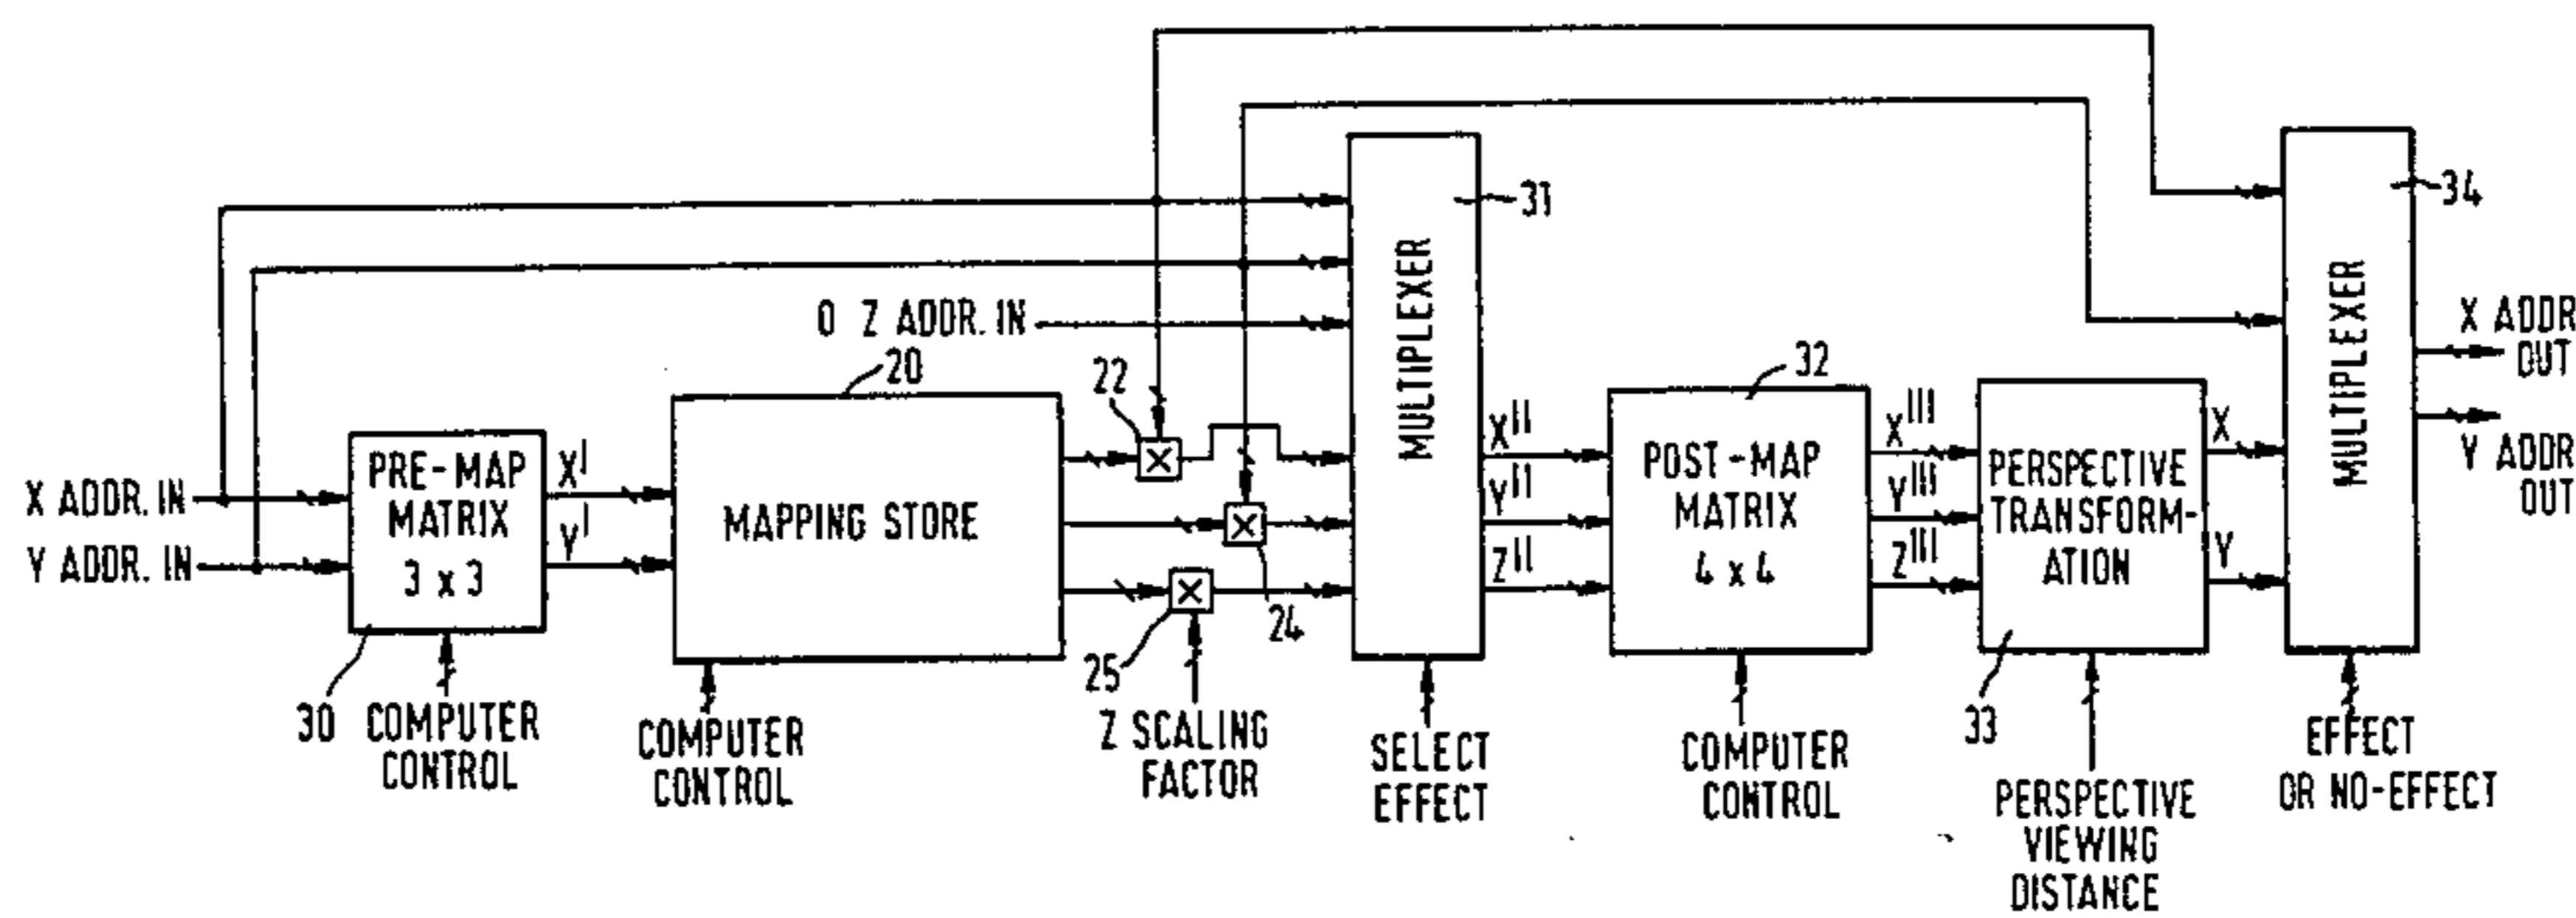 X ADDR. IN
Y ADDR. IN
PRE-MAP
MATRIX
3 x 3
30
COMPUTER
CONTROL
X|
Y|
20
MAPPING STORE
COMPUTER
CONTROL
0 Z ADDR. IN
22
×
×
24
×
25
Z SCALING
FACTOR
MULTIPLEXER
31
SELECT
EFFECT
X||
Y||
Z||
32
POST-MAP
MATRIX
4 x 4
COMPUTER
CONTROL
X|||
Y|||
Z|||
PERSPECTIVE
TRANSFORM-
ATION
33
PERSPECTIVE
VIEWING
DISTANCE
X
Y
MULTIPLEXER
34
EFFECT
OR NO-EFFECT
X ADDR
OUT
Y ADDR
OUT